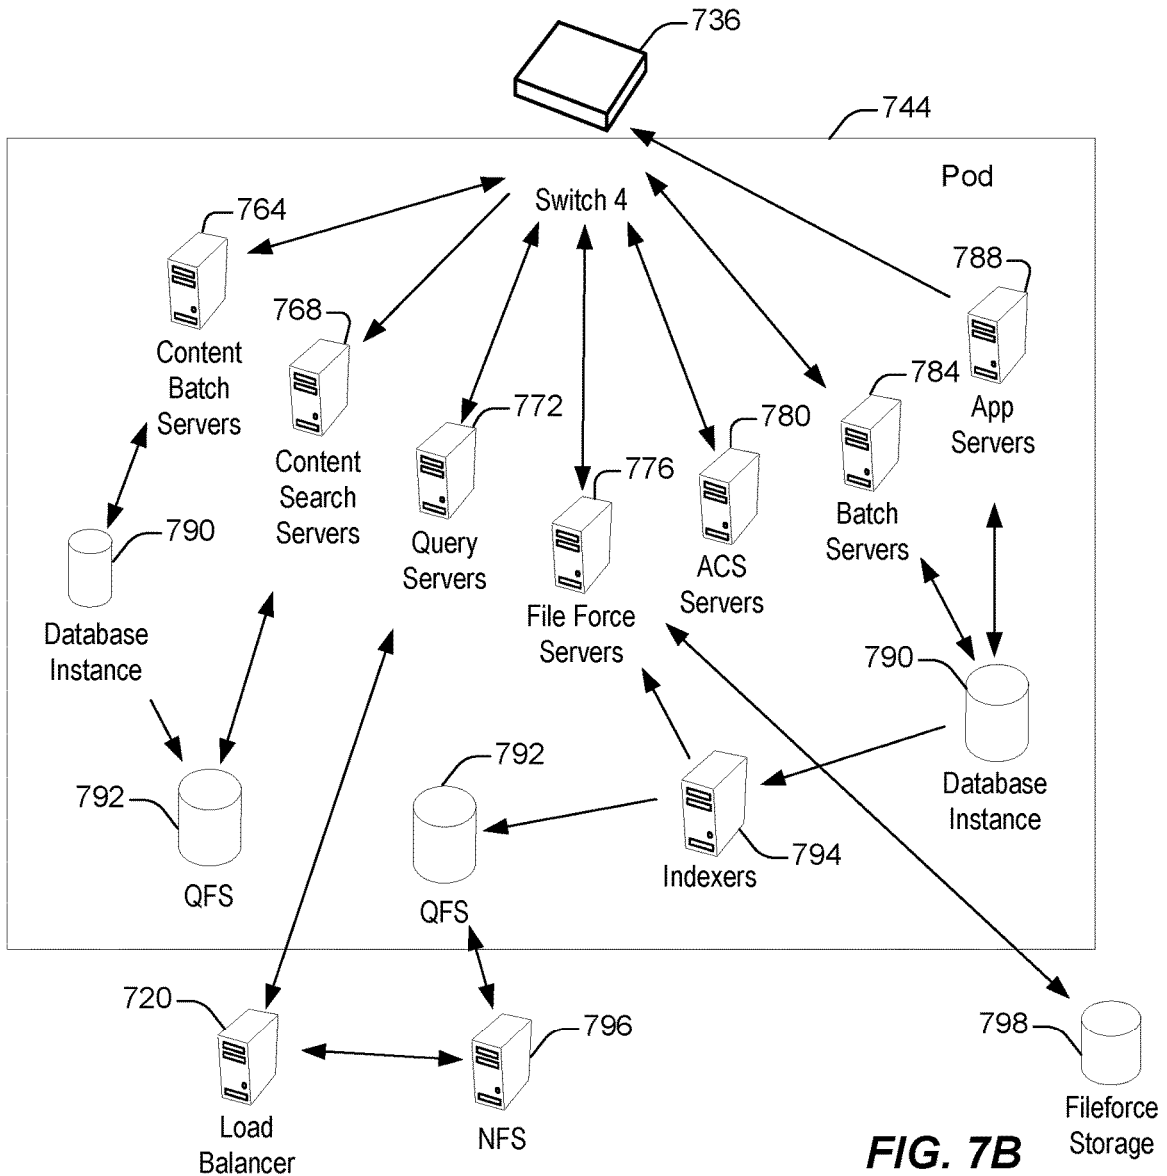 736
744
Pod
Switch 4
764
788
768
Content
Batch
Servers
784
App
Servers
772
780
Content
Search
Servers
776
790
Batch
Servers
Query
Servers
ACS
Servers
File Force
Servers
Database
Instance
790
792
792
Database
Instance
794
Indexers
QFS
QFS
720
796
798
Load
Balancer
NFS
Fileforce
Storage
FIG. 7B